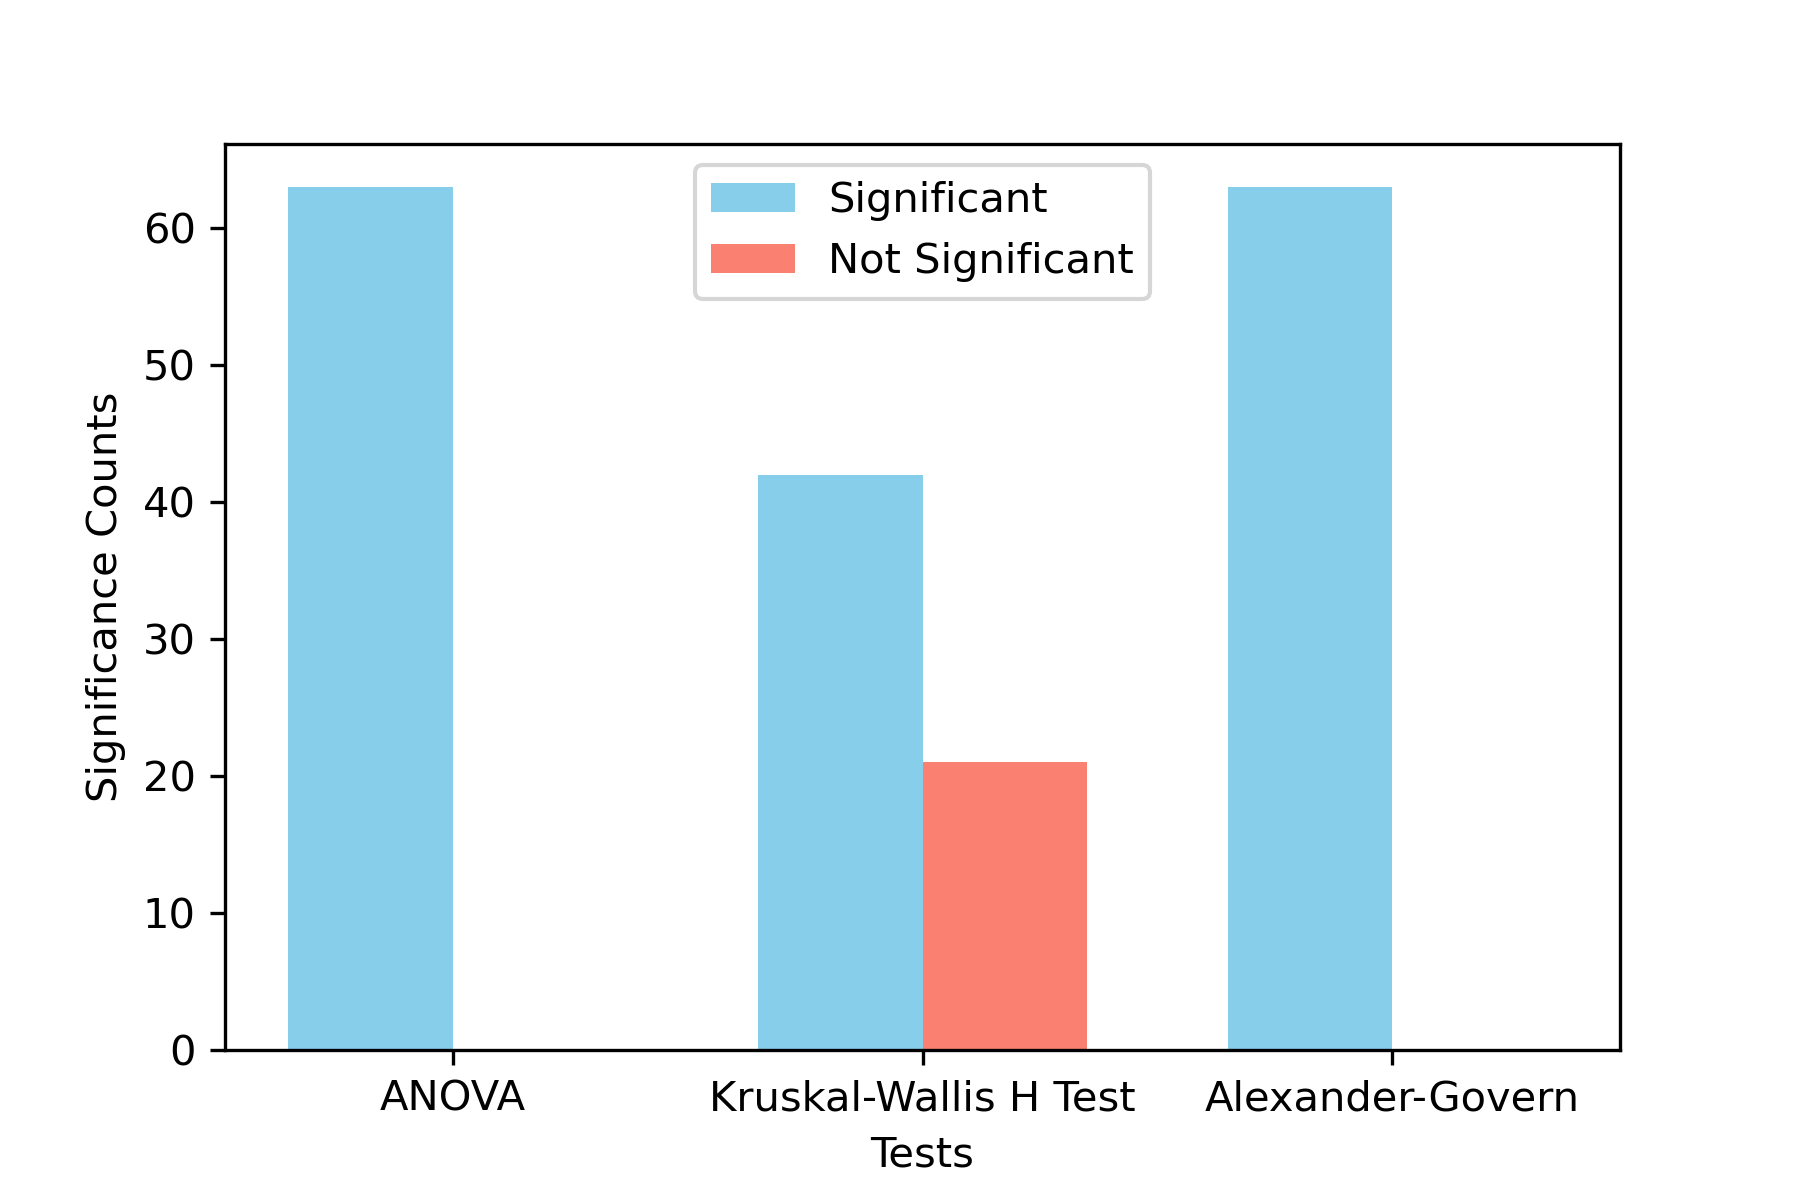 Significant
Not Significant
60
50
40
30
20
10
0
Significance Counts
ANOVA
Kruskal-Wallis H Test
Alexander-Govern
Tests